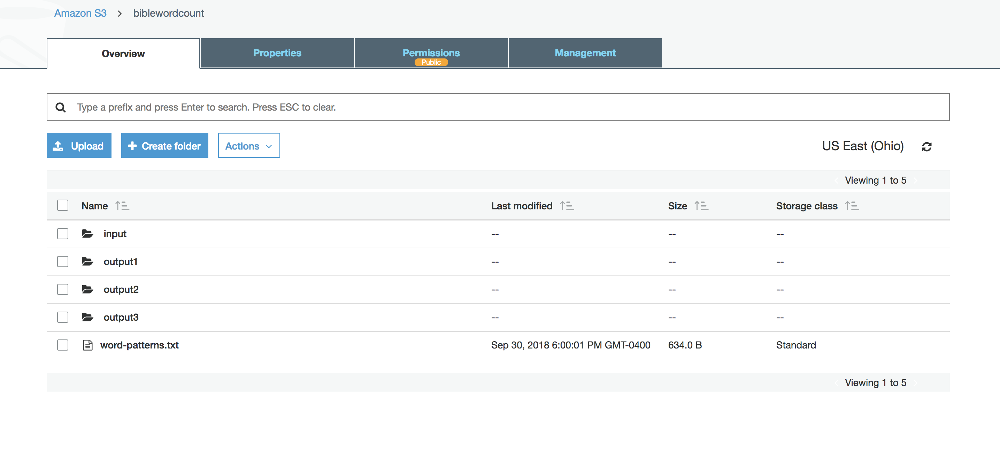 Amazon S3 > biblewordcount
Overview Properties Permissions Management
Public
Type a prefix and press Enter to search. Press ESC to clear.
Upload Create folder Actions US East (Ohio)
Viewing 1 to 5
Name Last modified Size Storage class
input -- -- --
output1 -- -- --
output2 -- -- --
output3 -- -- --
word-patterns.txt Sep 30, 2018 6:00:01 PM GMT-0400 634.0 B Standard
Viewing 1 to 5